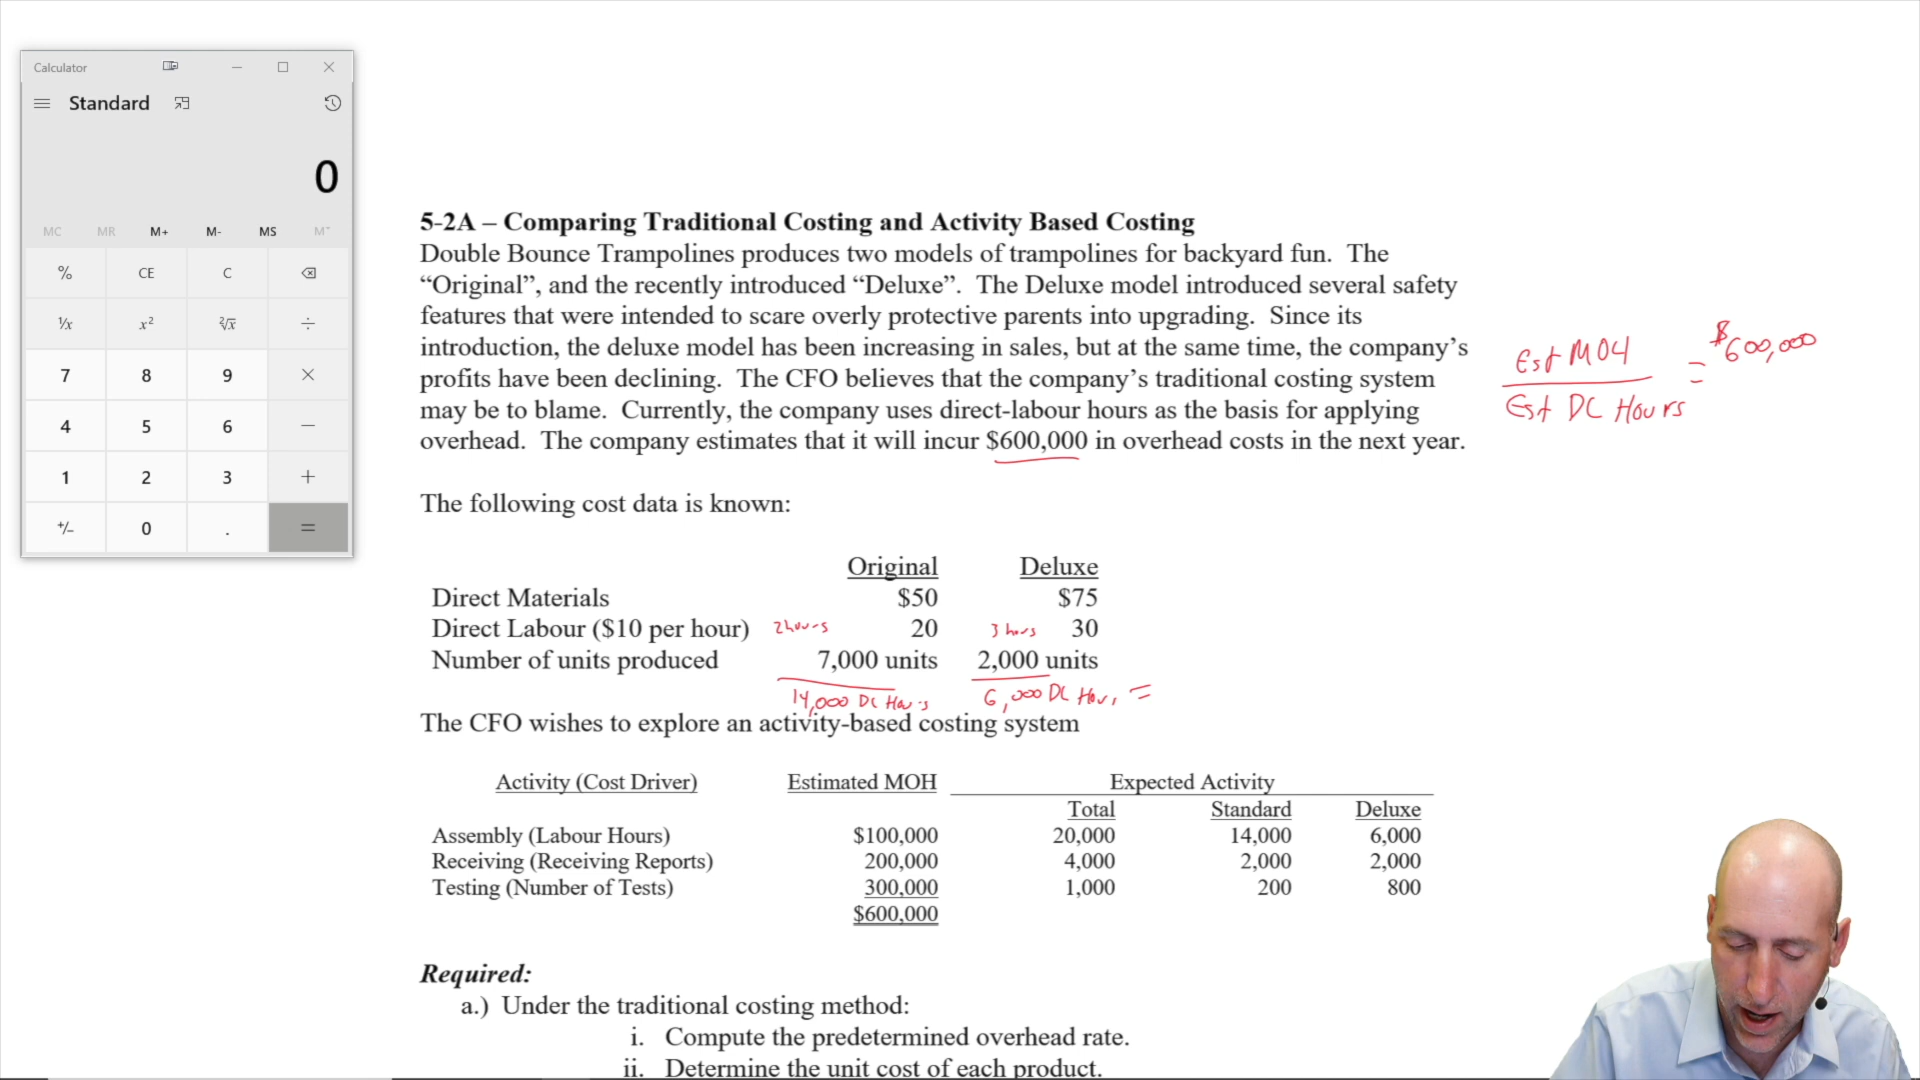 Calculator
Standard
0
MC MR M+ M- MS M˅
% CE C
¹/x x² ²√x ÷
7 8 9 ×
4 5 6 −
1 2 3 +
+/− 0 . =
5-2A – Comparing Traditional Costing and Activity Based Costing
Double Bounce Trampolines produces two models of trampolines for backyard fun. The
“Original”, and the recently introduced “Deluxe”. The Deluxe model introduced several safety
features that were intended to scare overly protective parents into upgrading. Since its
introduction, the deluxe model has been increasing in sales, but at the same time, the company’s
profits have been declining. The CFO believes that the company’s traditional costing system
may be to blame. Currently, the company uses direct-labour hours as the basis for applying
overhead. The company estimates that it will incur $600,000 in overhead costs in the next year.
Est MOH = $600,000
Est DL Hours
The following cost data is known:
Original Deluxe
Direct Materials $50 $75
Direct Labour ($10 per hour) 2 hours 20 3 hours 30
Number of units produced 7,000 units 2,000 units
14,000 DL Hours 6,000 DL Hours =
The CFO wishes to explore an activity-based costing system
Activity (Cost Driver) Estimated MOH Expected Activity
Total Standard Deluxe
Assembly (Labour Hours) $100,000 20,000 14,000 6,000
Receiving (Receiving Reports) 200,000 4,000 2,000 2,000
Testing (Number of Tests) 300,000 1,000 200 800
$600,000
Required:
a.) Under the traditional costing method:
i. Compute the predetermined overhead rate.
ii. Determine the unit cost of each product.